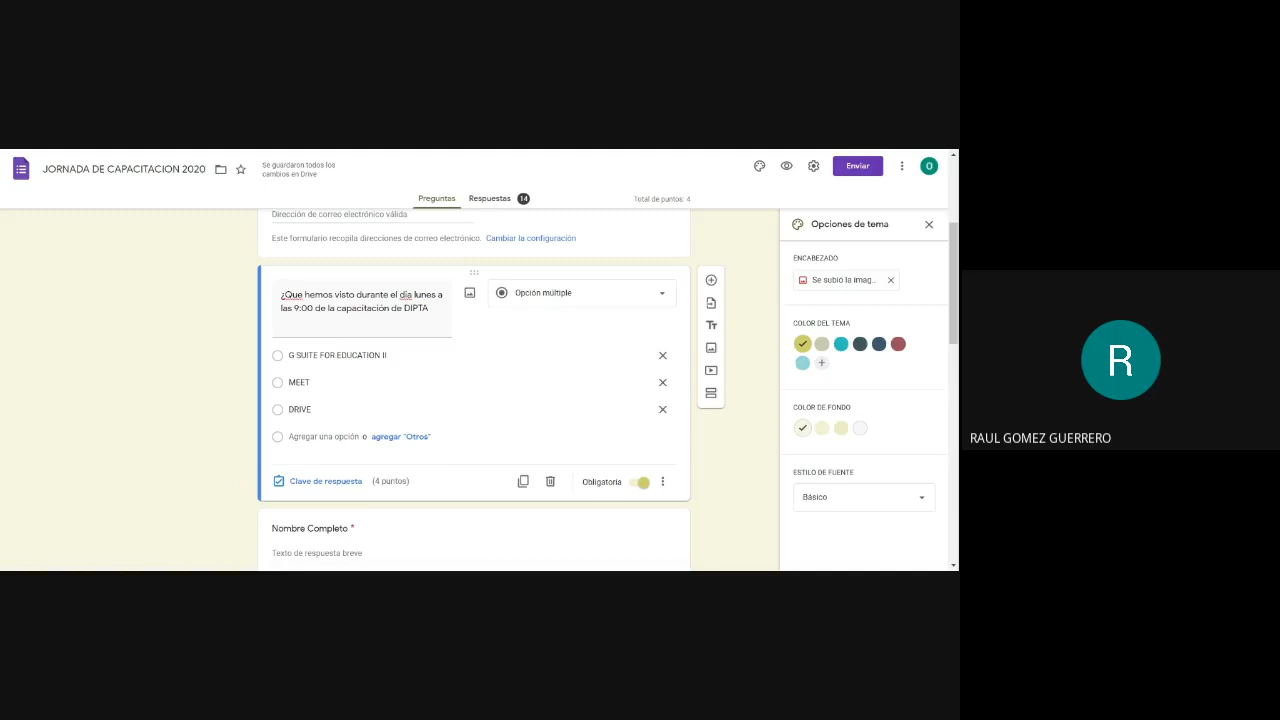 JORNADA DE CAPACITACION 2020
Se guardaron todos los
cambios en Drive
Enviar
O
Preguntas
Respuestas 14
Total de puntos: 4
Dirección de correo electrónico válida
Este formulario recopila direcciones de correo electrónico. Cambiar la configuración
¿Que hemos visto durante el día lunes a
las 9:00 de la capacitación de DIPTA
Opción múltiple
G SUITE FOR EDUCATION II
MEET
DRIVE
Agregar una opción o agregar "Otros"
Clave de respuesta (4 puntos)
Obligatoria
Nombre Completo *
Texto de respuesta breve
Tт
Opciones de tema
ENCABEZADO
Se subió la imag...
COLOR DEL TEMA
COLOR DE FONDO
ESTILO DE FUENTE
Básico
R
RAUL GOMEZ GUERRERO